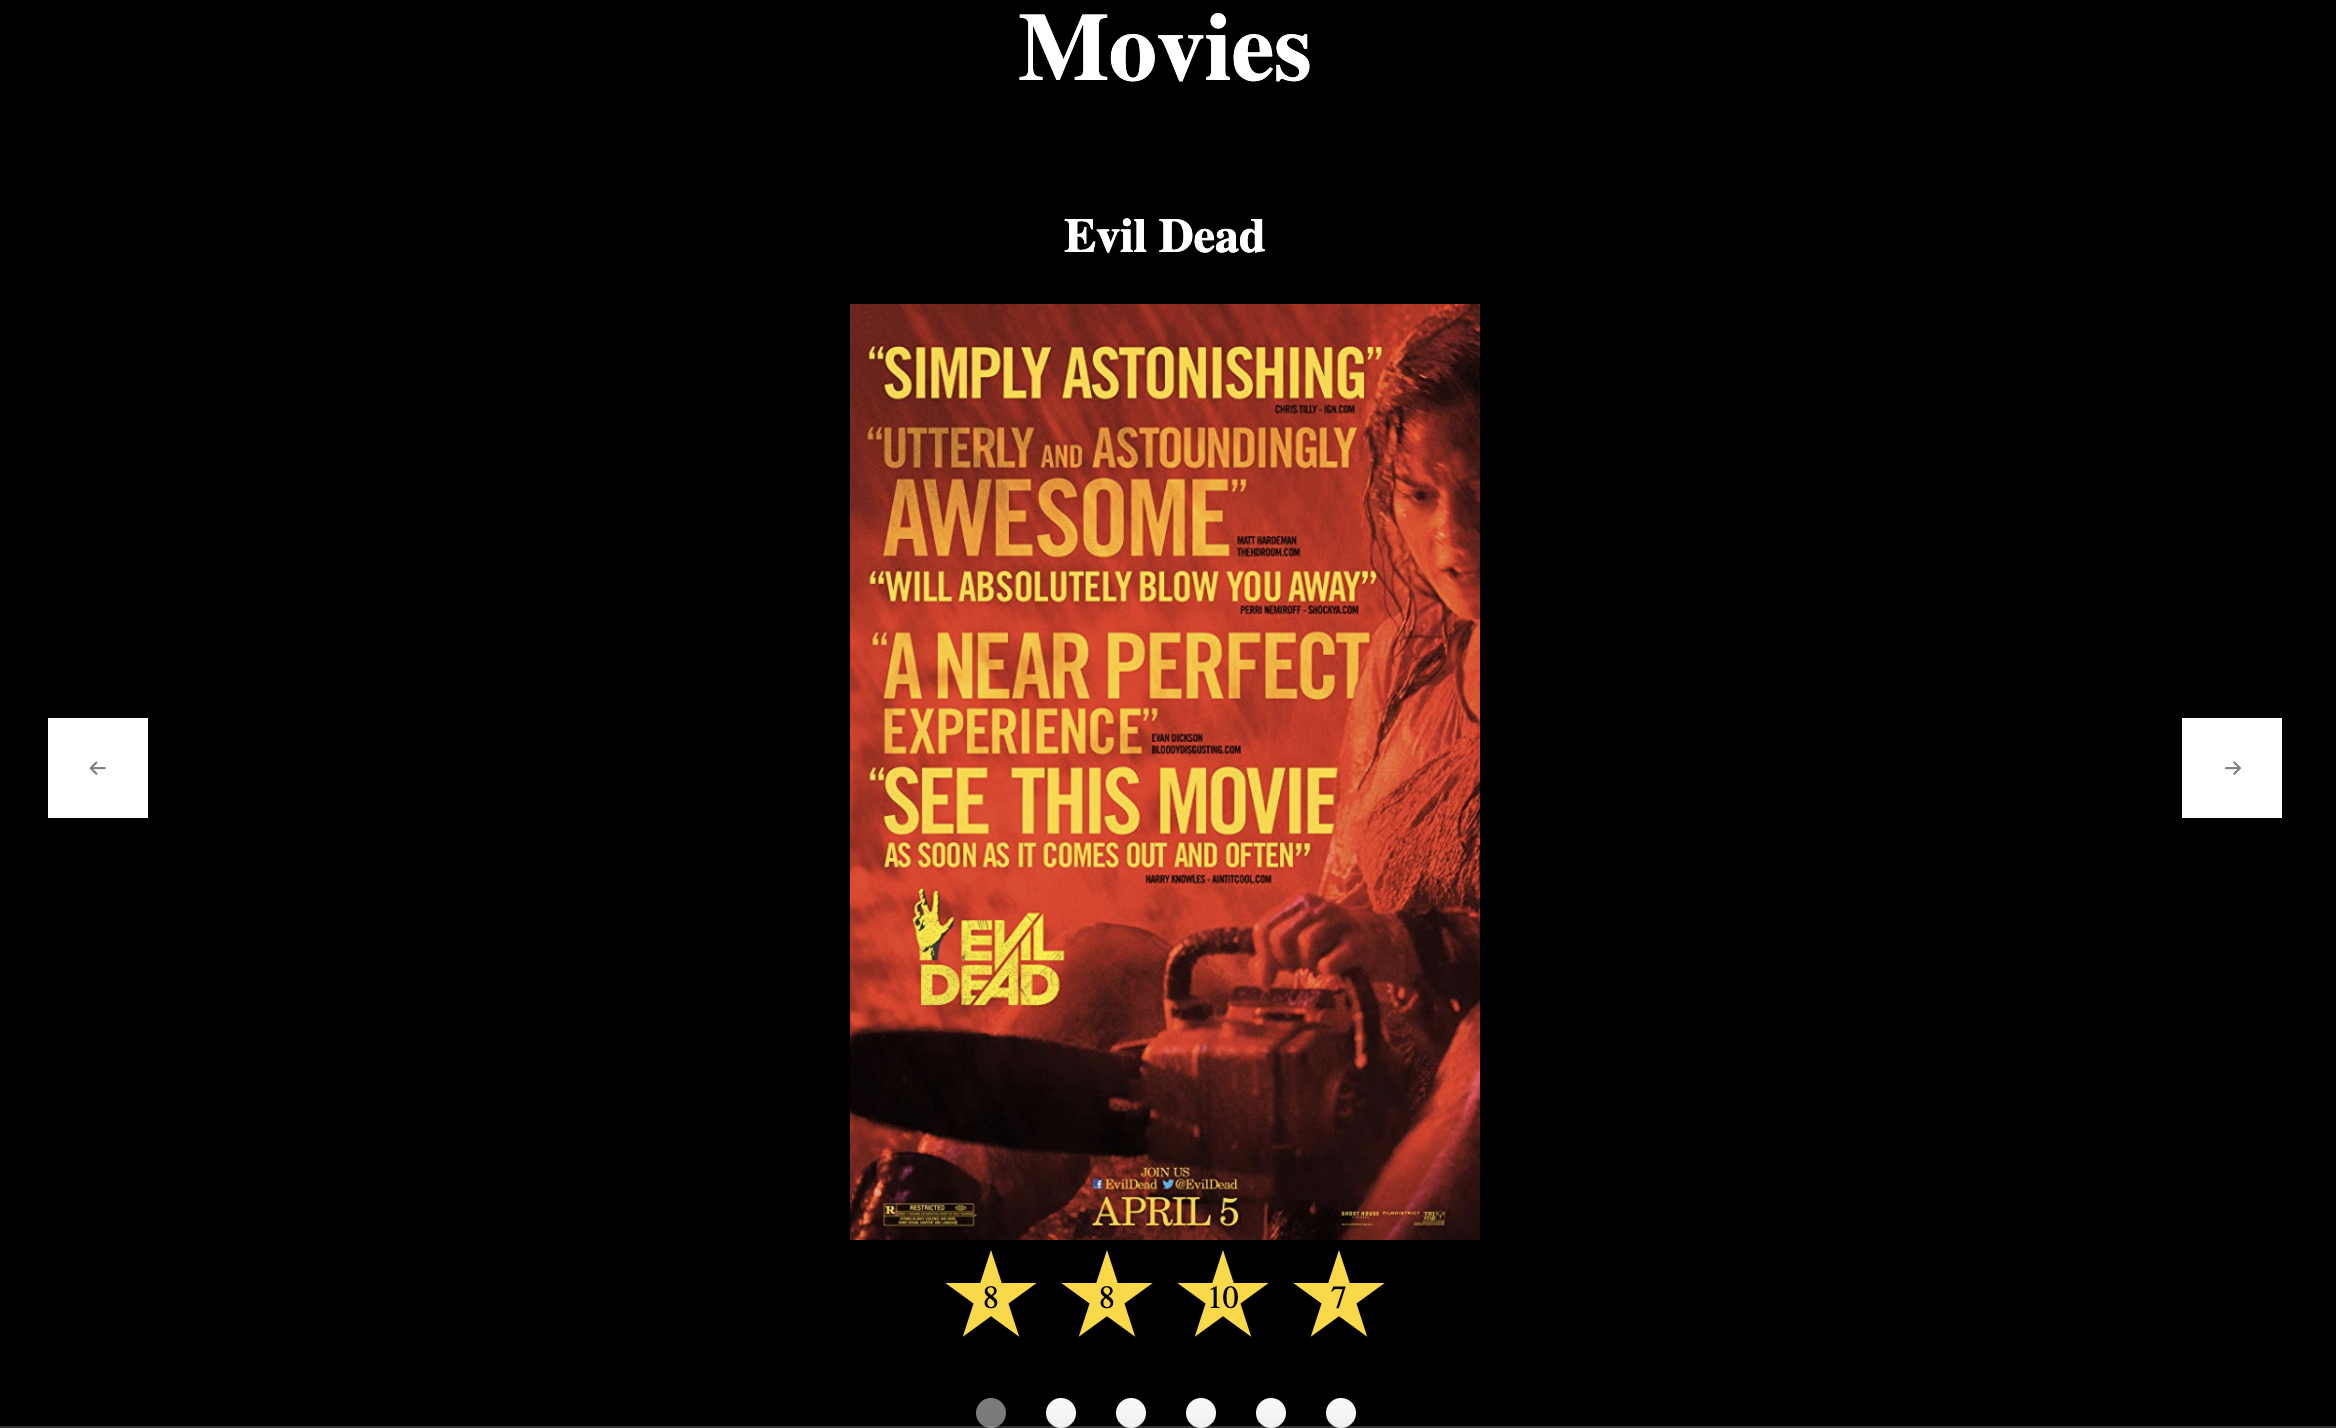 Movies
Evil Dead
“SIMPLY ASTONISHING”
CHRIS TILLY - IGN.COM
“UTTERLY AND ASTOUNDINGLY
AWESOME”
MATT HARDEMAN
THEHDROOM.COM
“WILL ABSOLUTELY BLOW YOU AWAY”
PERRI NEMIROFF - SHOCKYA.COM
“A NEAR PERFECT
EXPERIENCE”
EVAN DICKSON
BLOODYDISGUSTING.COM
“SEE THIS MOVIE
AS SOON AS IT COMES OUT AND OFTEN”
HARRY KNOWLES - AINTITCOOL.COM
EVIL
DEAD
JOIN US
f EvilDead @EvilDead
APRIL 5
R RESTRICTED
GHOST HOUSE FILMDISTRICT
8 8 10 7